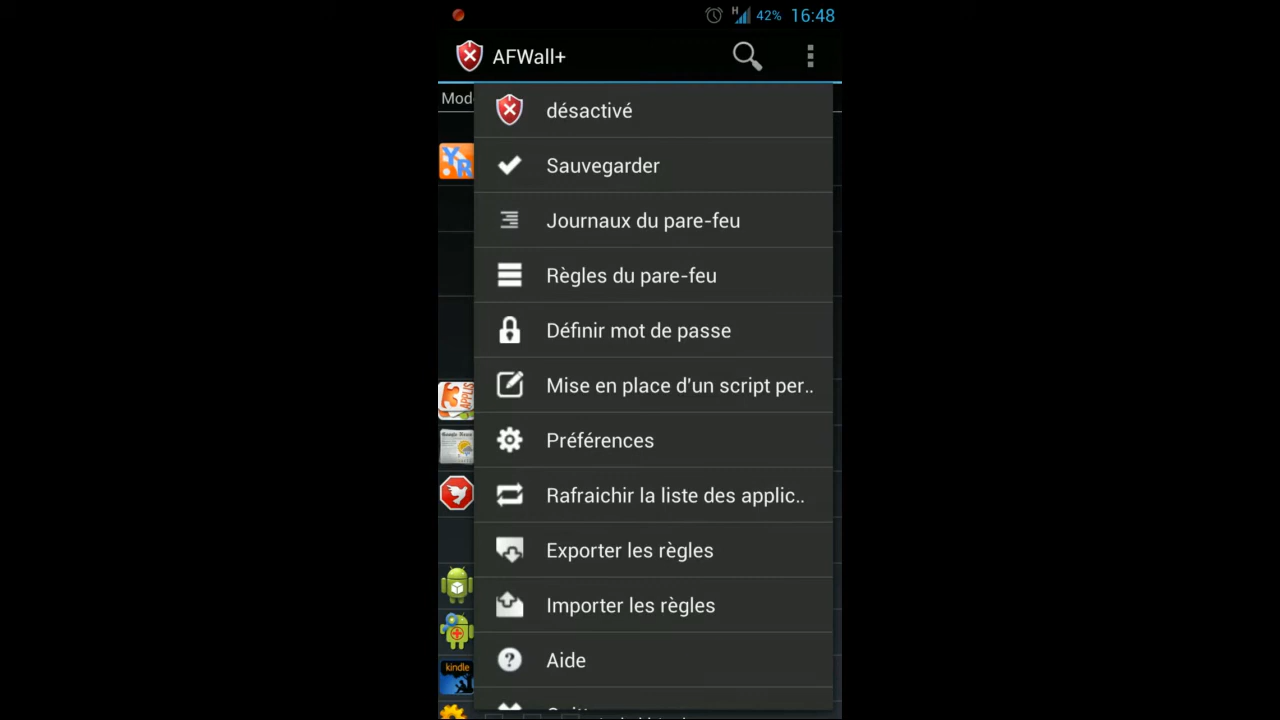 H 42% 16:48
AFWall+
Mod
désactivé
Sauvegarder
Journaux du pare-feu
Règles du pare-feu
Définir mot de passe
Mise en place d'un script per..
Préférences
APPLIS
Rafraichir la liste des applic..
Exporter les règles
Importer les règles
Aide
kindle